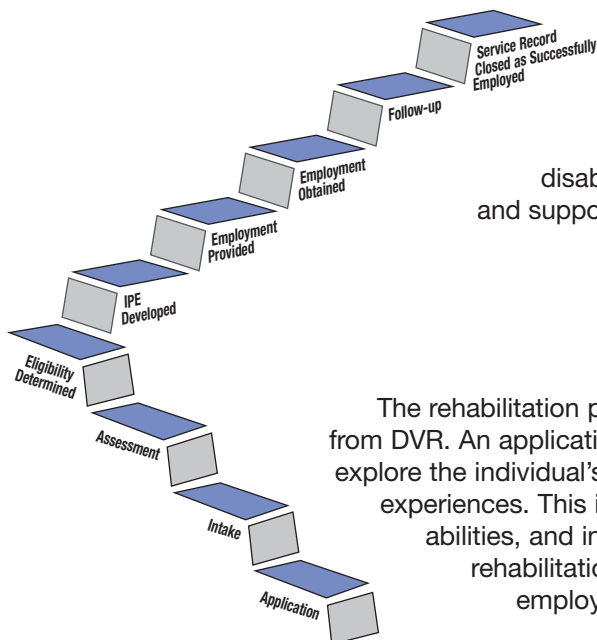 Service Record
Closed as Successfully
Employed
Follow-up
Employment
Obtained
Employment
Provided
IPE
Developed
Eligibility
Determined
Assessment
Intake
Application
disab
and suppo
The rehabilitation p
from DVR. An applicati
explore the individual's
experiences. This i
abilities, and in
rehabilitatio
employ